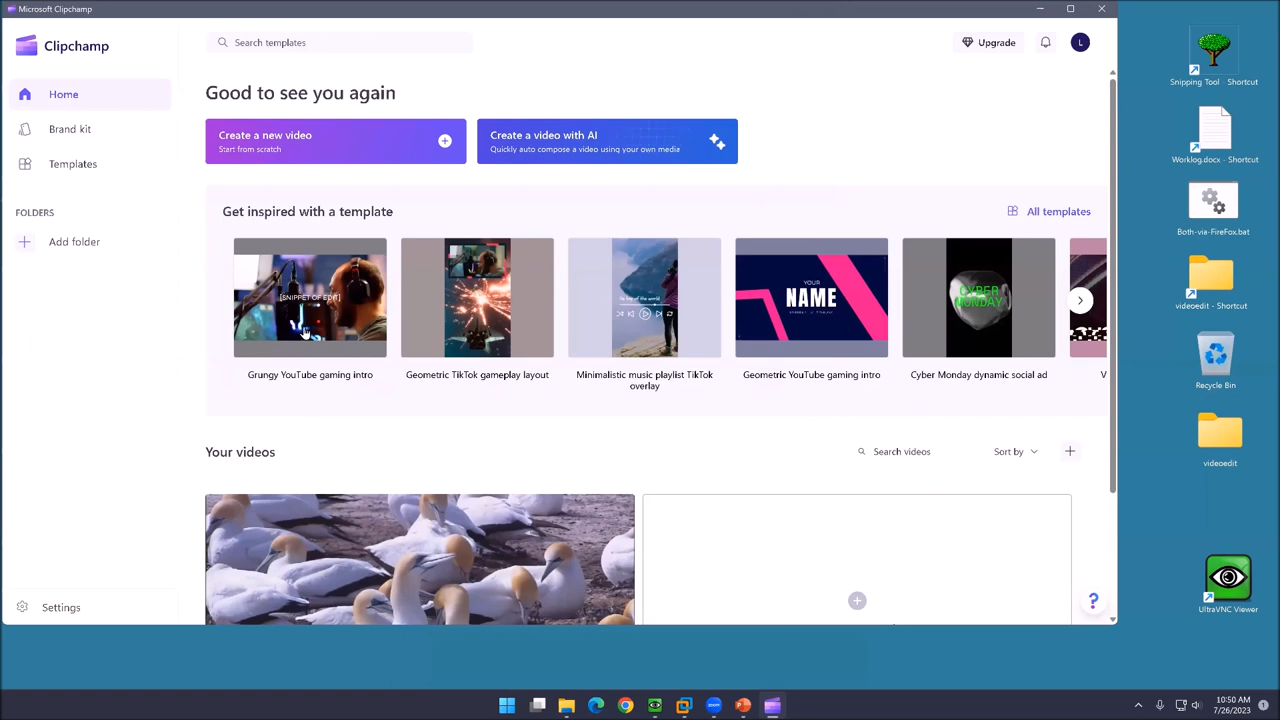 Microsoft Clipchamp
Clipchamp
Search templates
Upgrade
L
Home
Brand kit
Templates
FOLDERS
Add folder
Settings
Good to see you again
Create a new video
Start from scratch
Create a video with AI
Quickly auto compose a video using your own media
Get inspired with a template
All templates
[SNIPPET OF EDIT]
YOUR
NAME
CYBER
MONDAY
Grungy YouTube gaming intro
Geometric TikTok gameplay layout
Minimalistic music playlist TikTok
overlay
Geometric YouTube gaming intro
Cyber Monday dynamic social ad
V
Your videos
Search videos
Sort by
?
Snipping Tool - Shortcut
Worklog.docx - Shortcut
Both-via-FireFox.bat
videoedit - Shortcut
Recycle Bin
videoedit
UltraVNC Viewer
zoom
10:50 AM
7/26/2023